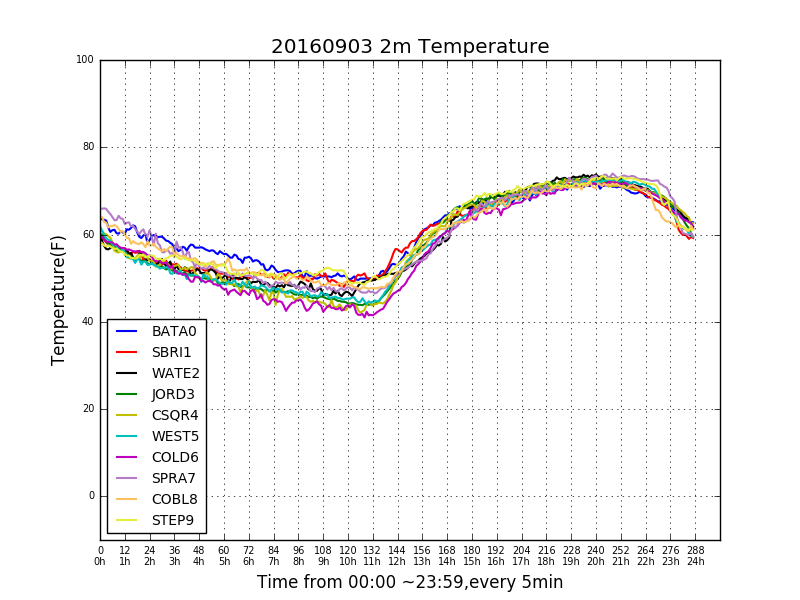 20160903 2m Temperature
100
80
60
40
20
0
Temperature(F)
BATA0
SBRI1
WATE2
JORD3
CSQR4
WEST5
COLD6
SPRA7
COBL8
STEP9
0 12 24 36 48 60 72 84 96 108 120 132 144 156 168 180 192 204 216 228 240 252 264 276 288
0h 1h 2h 3h 4h 5h 6h 7h 8h 9h 10h 11h 12h 13h 14h 15h 16h 17h 18h 19h 20h 21h 22h 23h 24h
Time from 00:00 ~23:59,every 5min